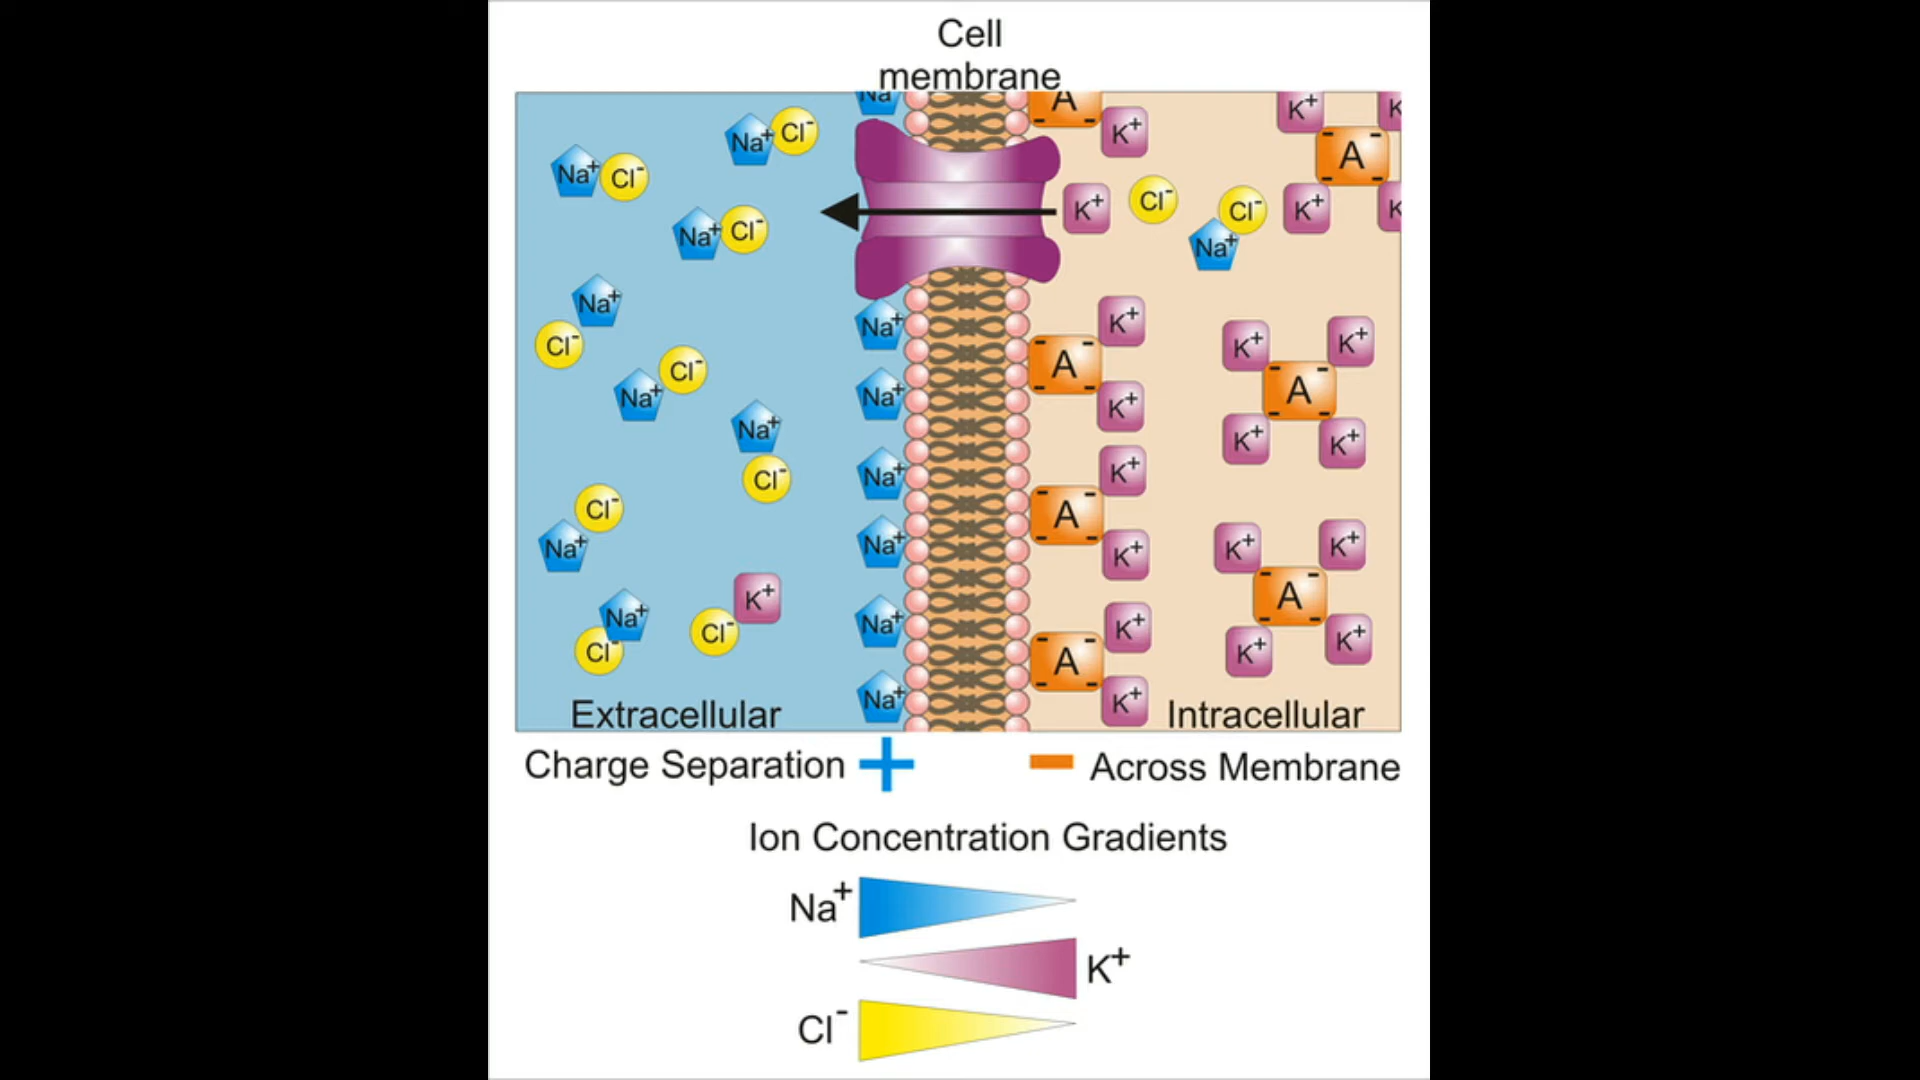 Cell
membrane
Na A K+ K+ K
Na+ Cl- Na+ Cl- K+ A
Na+ Cl- K+ Cl- Cl- K+ K
Na+ Cl- Na+
Na+ Na+ K+ K+ K+
Cl- Na+ Cl- A A
Na+ K+ K+ K+
Na+ Cl- Na+ K+
Cl- Na+ A K+ K+
Na+ K+
Na+ K+ Na+ K+ A
Cl- Cl- A K+ K+
Na+ K+
Extracellular Intracellular
Charge Separation + - Across Membrane
Ion Concentration Gradients
Na+
K+
Cl-